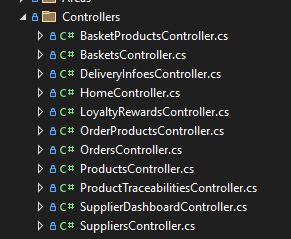 Areas
Controllers
C# BasketProductsController.cs
C# BasketsController.cs
C# DeliveryInfoesController.cs
C# HomeController.cs
C# LoyaltyRewardsController.cs
C# OrderProductsController.cs
C# OrdersController.cs
C# ProductsController.cs
C# ProductTraceabilitiesController.cs
C# SupplierDashboardController.cs
C# SuppliersController.cs